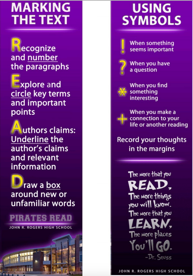 MARKING
THE TEXT
Recognize
and number
the paragraphs
Explore and
circle key terms
and important
points
Authors claims:
Underline the
author's claims
and relevant
information
Draw a box
around new or
unfamiliar words
PIRATES READ
JOHN R. ROGERS HIGH SCHOOL
USING
SYMBOLS
! When something
seems important
? When you have
a question
* When you find
something
interesting
+ When you make a
connection to your
life or another reading
Record your thoughts
in the margins
The more that you
READ,
The more things
you will know.
The more that you
LEARN,
The more places
YOU'LL GO.
-Dr. Seuss
JOHN R. ROGERS HIGH SCHOOL